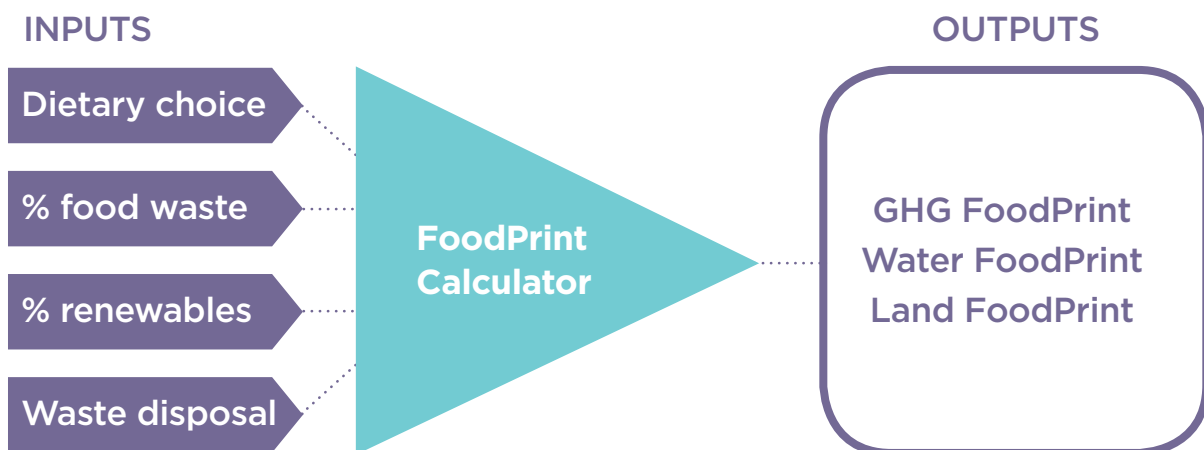 INPUTS
Dietary choice
% food waste
% renewables
Waste disposal
FoodPrint
Calculator
OUTPUTS
GHG FoodPrint
Water FoodPrint
Land FoodPrint